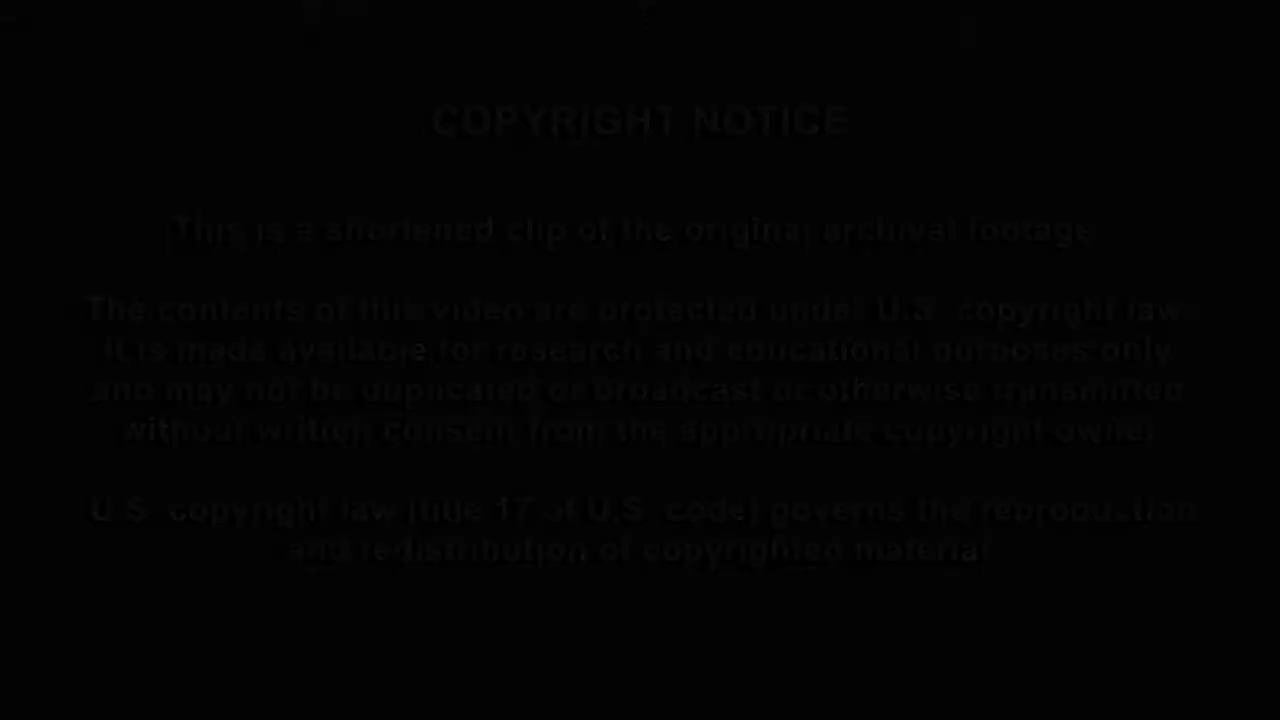 COPYRIGHT NOTICE
This is a shortened clip of the original archival footage
The contents of this video are protected under U.S. copyright laws
It is made available for research and educational purposes only
and may not be duplicated or broadcast or otherwise transmitted
without written consent from the appropriate copyright owner
U.S. copyright law (title 17 of U.S. code) governs the reproduction
and redistribution of copyrighted material